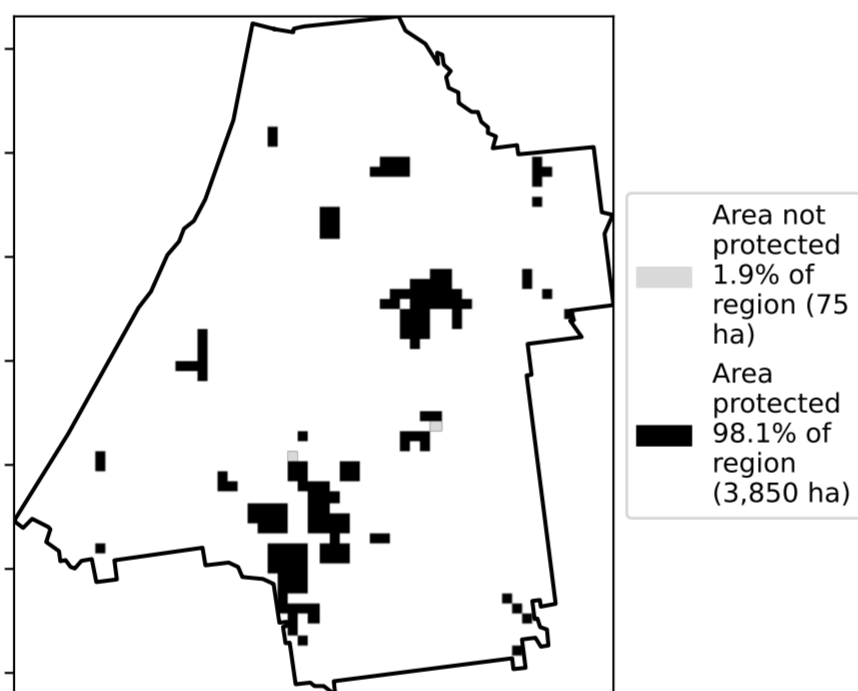 Area not
protected
1.9% of
region (75
ha)
Area
protected
98.1% of
region
(3,850 ha)